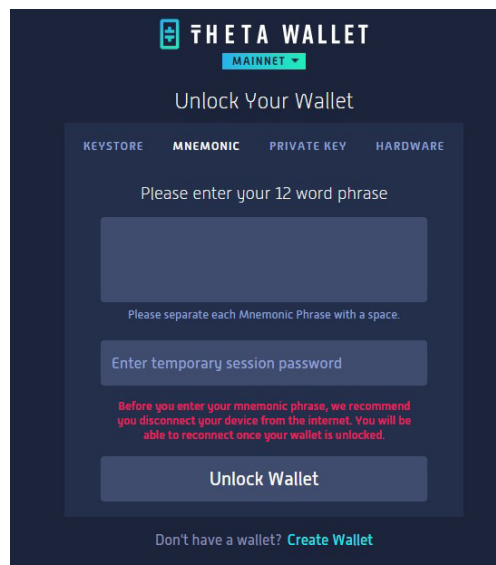 THETA WALLET
MAINNET
Unlock Your Wallet
KEYSTORE MNEMONIC PRIVATE KEY HARDWARE
Please enter your 12 word phrase
Please separate each Mnemonic Phrase with a space.
Enter temporary session password
Before you enter your mnemonic phrase, we recommend
you disconnect your device from the internet. You will be
able to reconnect once your wallet is unlocked.
Unlock Wallet
Don't have a wallet? Create Wallet